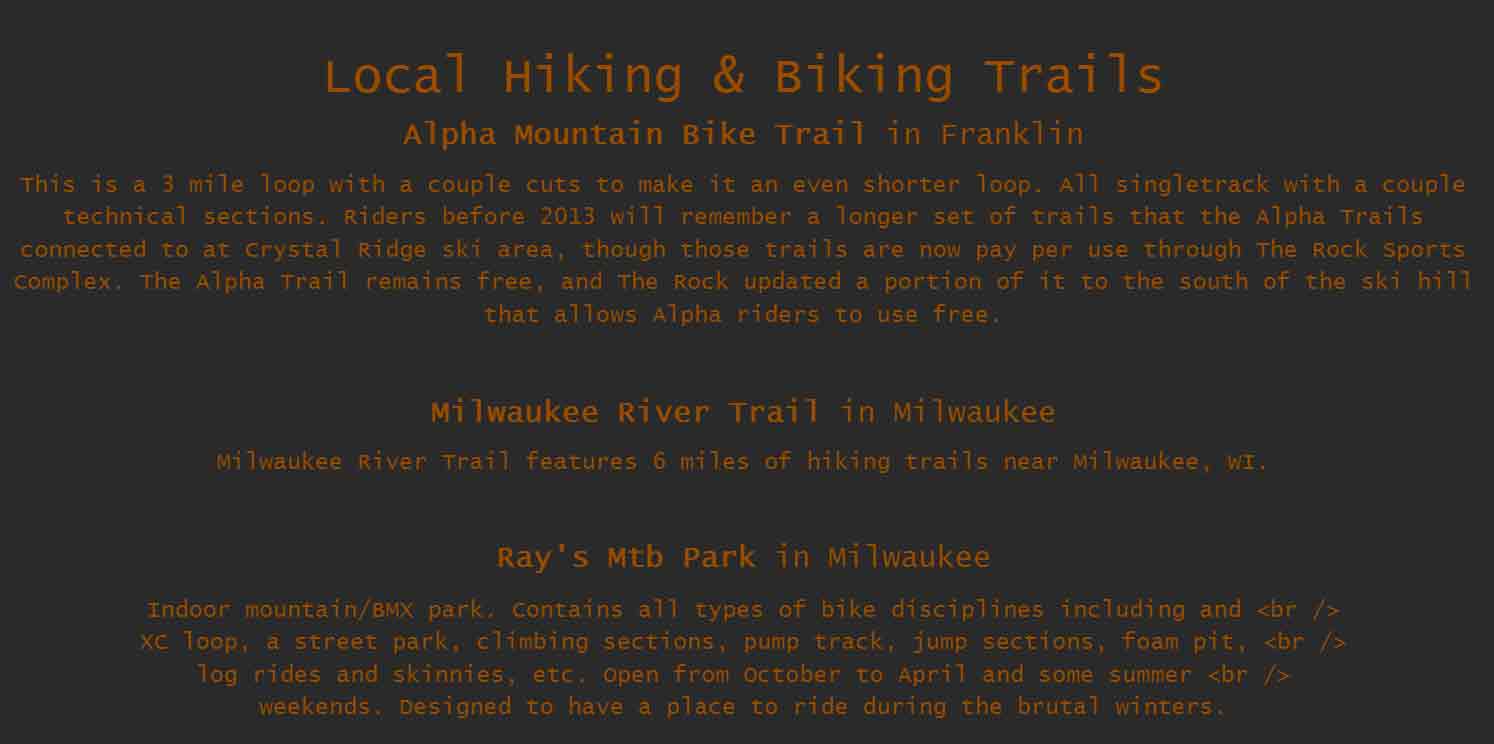 Local Hiking & Biking Trails
Alpha Mountain Bike Trail in Franklin
This is a 3 mile loop with a couple cuts to make it an even shorter loop. All singletrack with a couple
technical sections. Riders before 2013 will remember a longer set of trails that the Alpha Trails
connected to at Crystal Ridge ski area, though those trails are now pay per use through The Rock Sports
Complex. The Alpha Trail remains free, and The Rock updated a portion of it to the south of the ski hill
that allows Alpha riders to use free.
Milwaukee River Trail in Milwaukee
Milwaukee River Trail features 6 miles of hiking trails near Milwaukee, WI.
Ray's Mtb Park in Milwaukee
Indoor mountain/BMX park. Contains all types of bike disciplines including and <br />
XC loop, a street park, climbing sections, pump track, jump sections, foam pit, <br />
log rides and skinnies, etc. Open from October to April and some summer <br />
weekends. Designed to have a place to ride during the brutal winters.